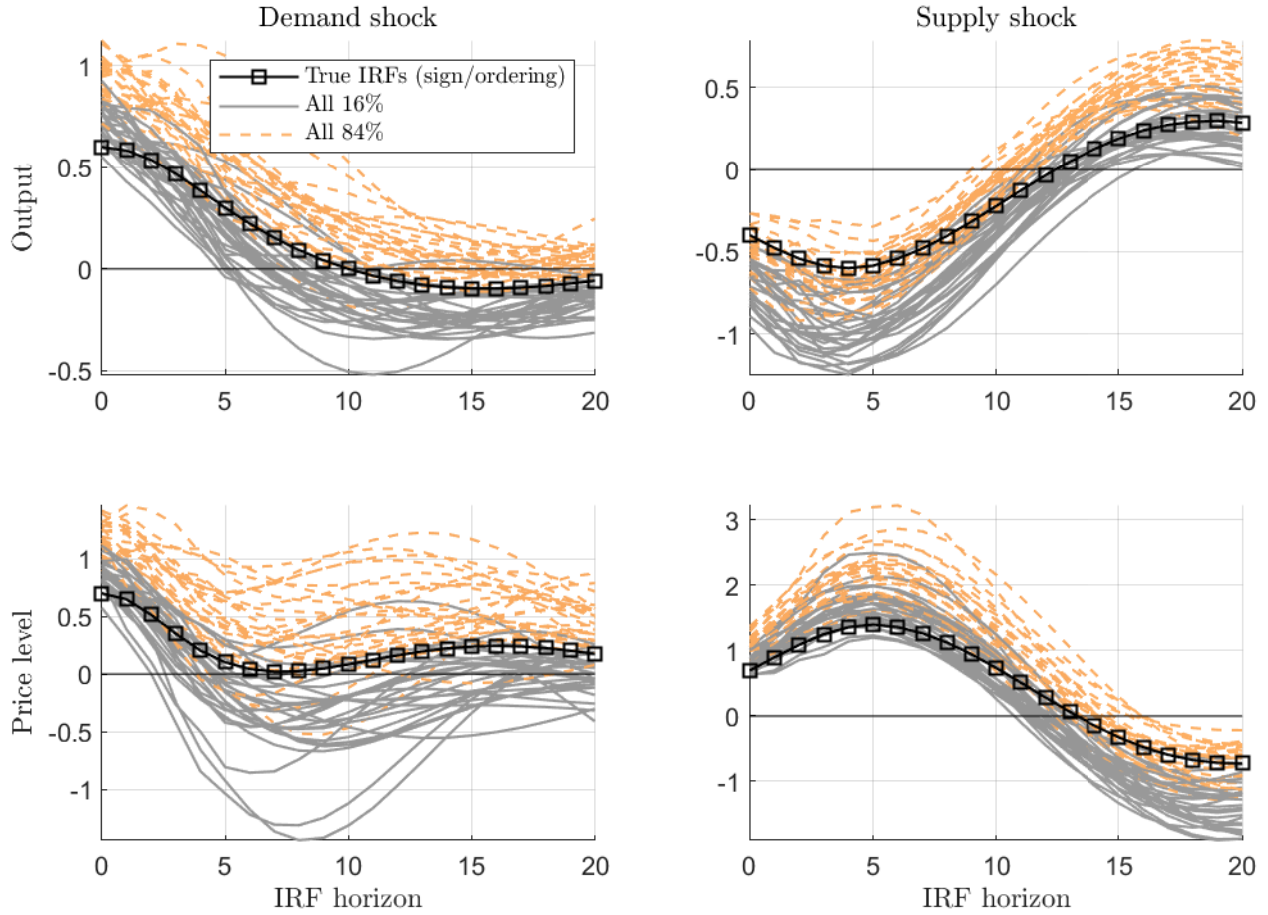 Demand shock
Supply shock
Output
1
0.5
0
-0.5
True IRFs (sign/ordering)
All 16%
All 84%
0 5 10 15 20
0.5
0
-0.5
-1
0 5 10 15 20
Price level
1
0.5
0
-0.5
-1
0 5 10 15 20
IRF horizon
3
2
1
0
-1
0 5 10 15 20
IRF horizon